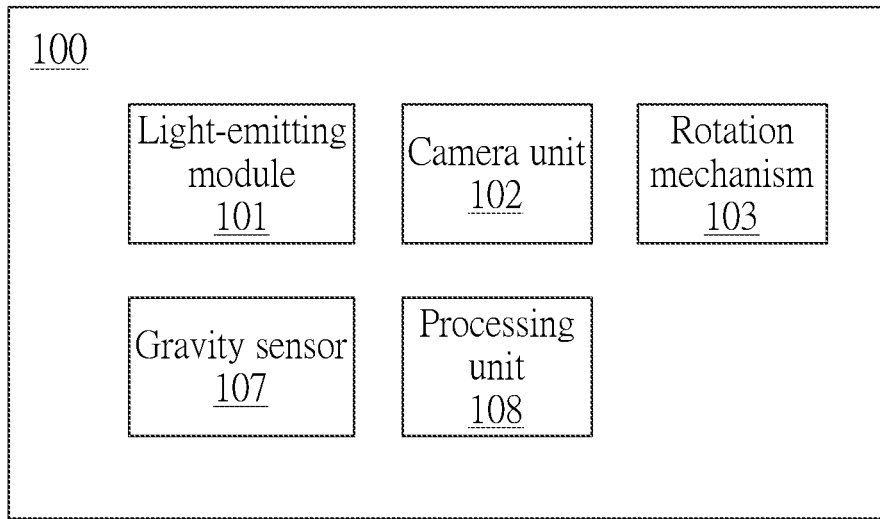 100
Light-emitting
module
101
Camera unit
102
Rotation
mechanism
103
Gravity sensor
107
Processing
unit
108